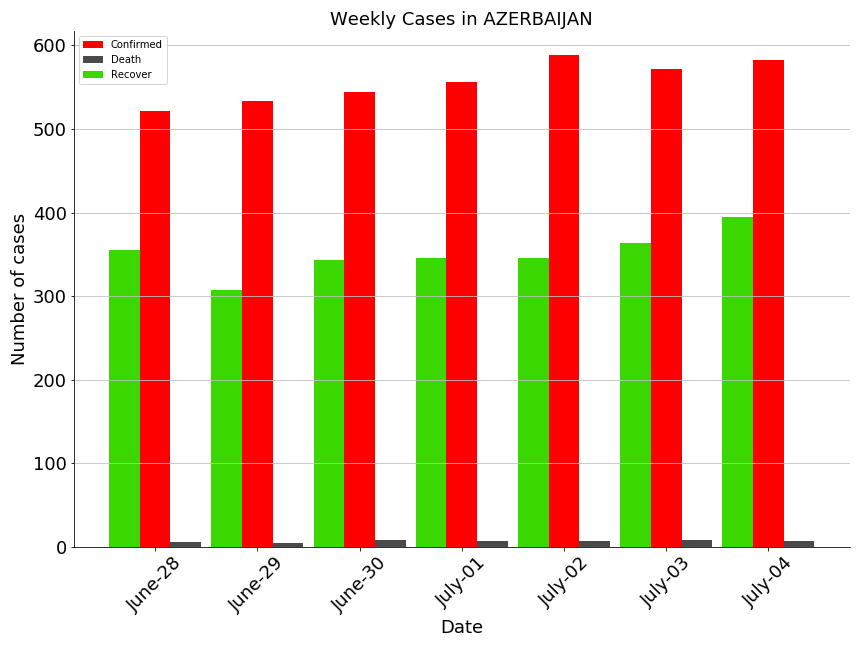 Weekly Cases in AZERBAIJAN
Confirmed
Death
Recover
Number of cases
600
500
400
300
200
100
0
June-28
June-29
June-30
July-01
July-02
July-03
July-04
Date